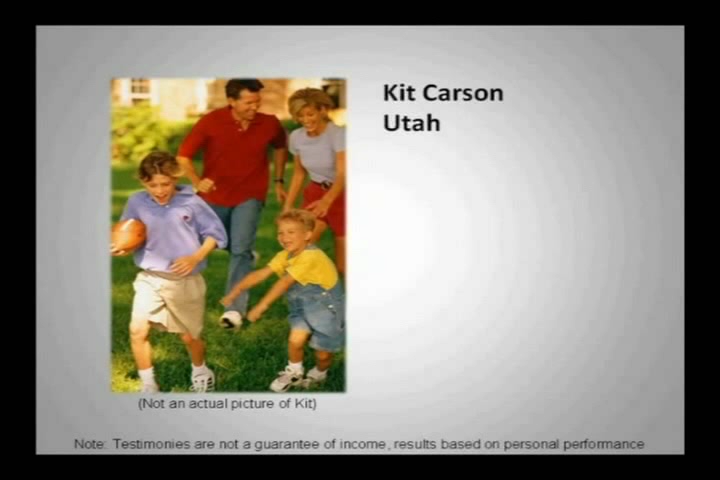 Kit Carson
Utah
(Not an actual picture of Kit)
Note: Testimonies are not a guarantee of income, results based on personal performance